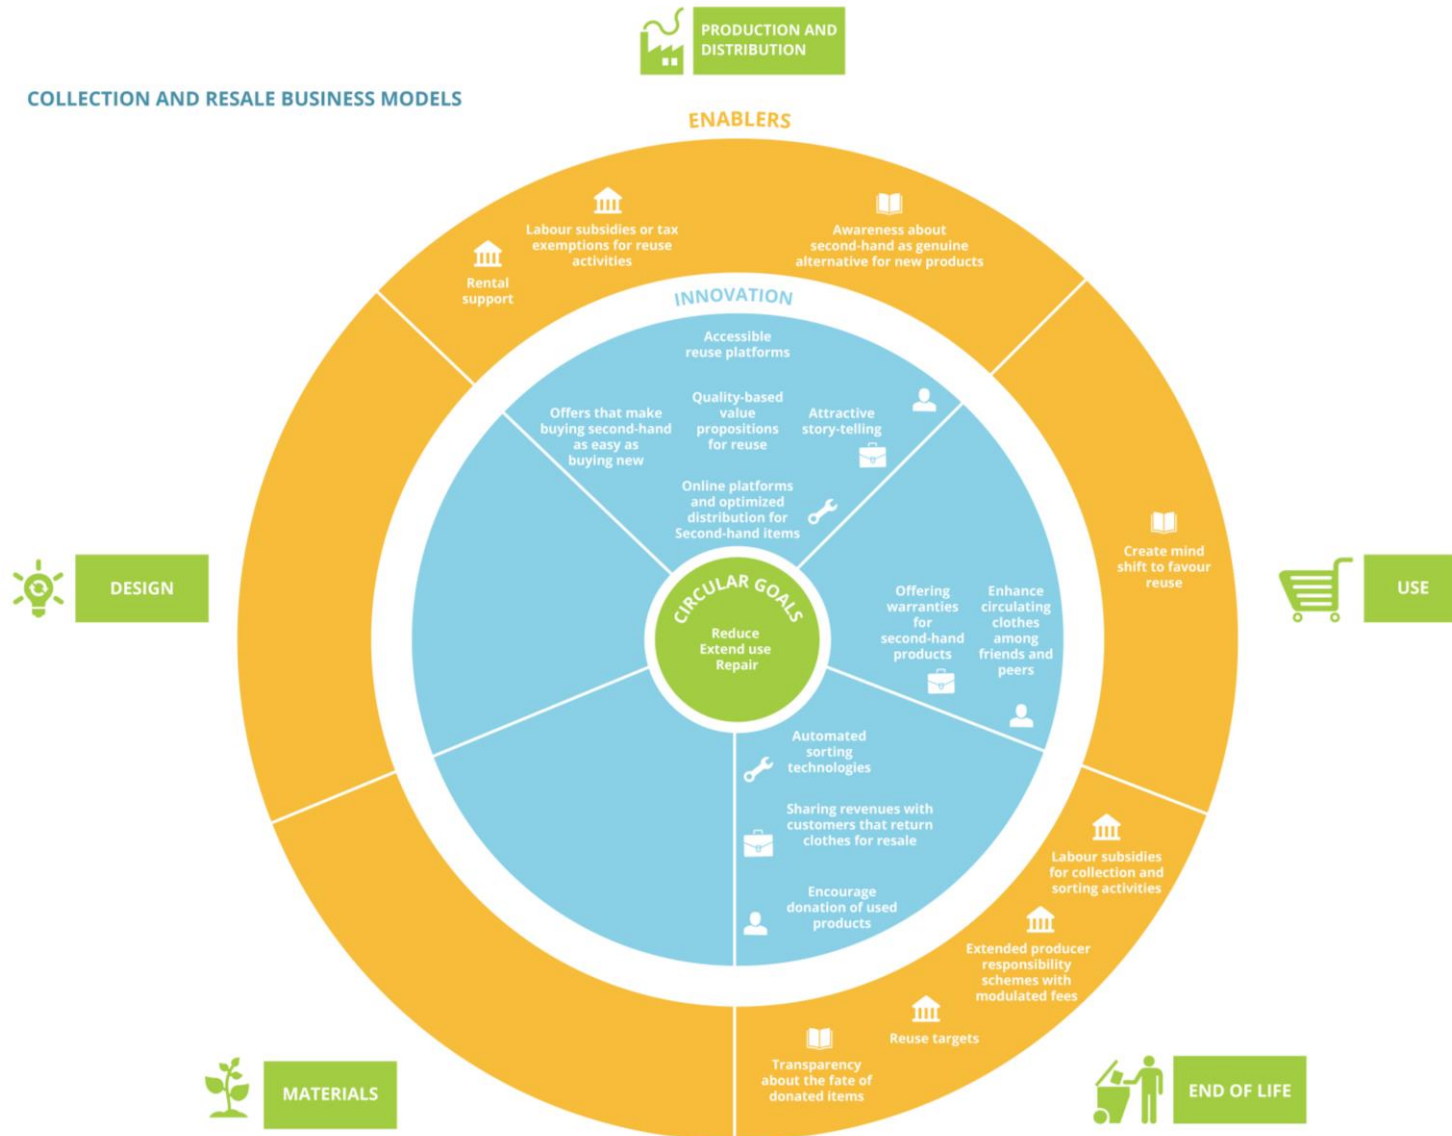 PRODUCTION AND
DISTRIBUTION
COLLECTION AND RESALE BUSINESS MODELS
ENABLERS
Labour subsidies or tax
exemptions for reuse
activities
Rental
support
Awareness about
second-hand as genuine
alternative for new products
INNOVATION
Accessible
reuse platforms
Offers that make
buying second-hand
as easy as
buying new
Quality-based
value
propositions
for reuse
Attractive
story-telling
Online platforms
and optimized
distribution for
Second-hand items
Create mind
shift to favour
reuse
DESIGN
USE
CIRCULAR GOALS
Reduce
Extend use
Repair
Offering
warranties
for
second-hand
products
Enhance
circulating
clothes
among
friends and
peers
Automated
sorting
technologies
Sharing revenues with
customers that return
clothes for resale
Encourage
donation of used
products
Labour subsidies
for collection and
sorting activities
Extended producer
responsibility
schemes with
modulated fees
Reuse targets
Transparency
about the fate of
donated items
MATERIALS
END OF LIFE